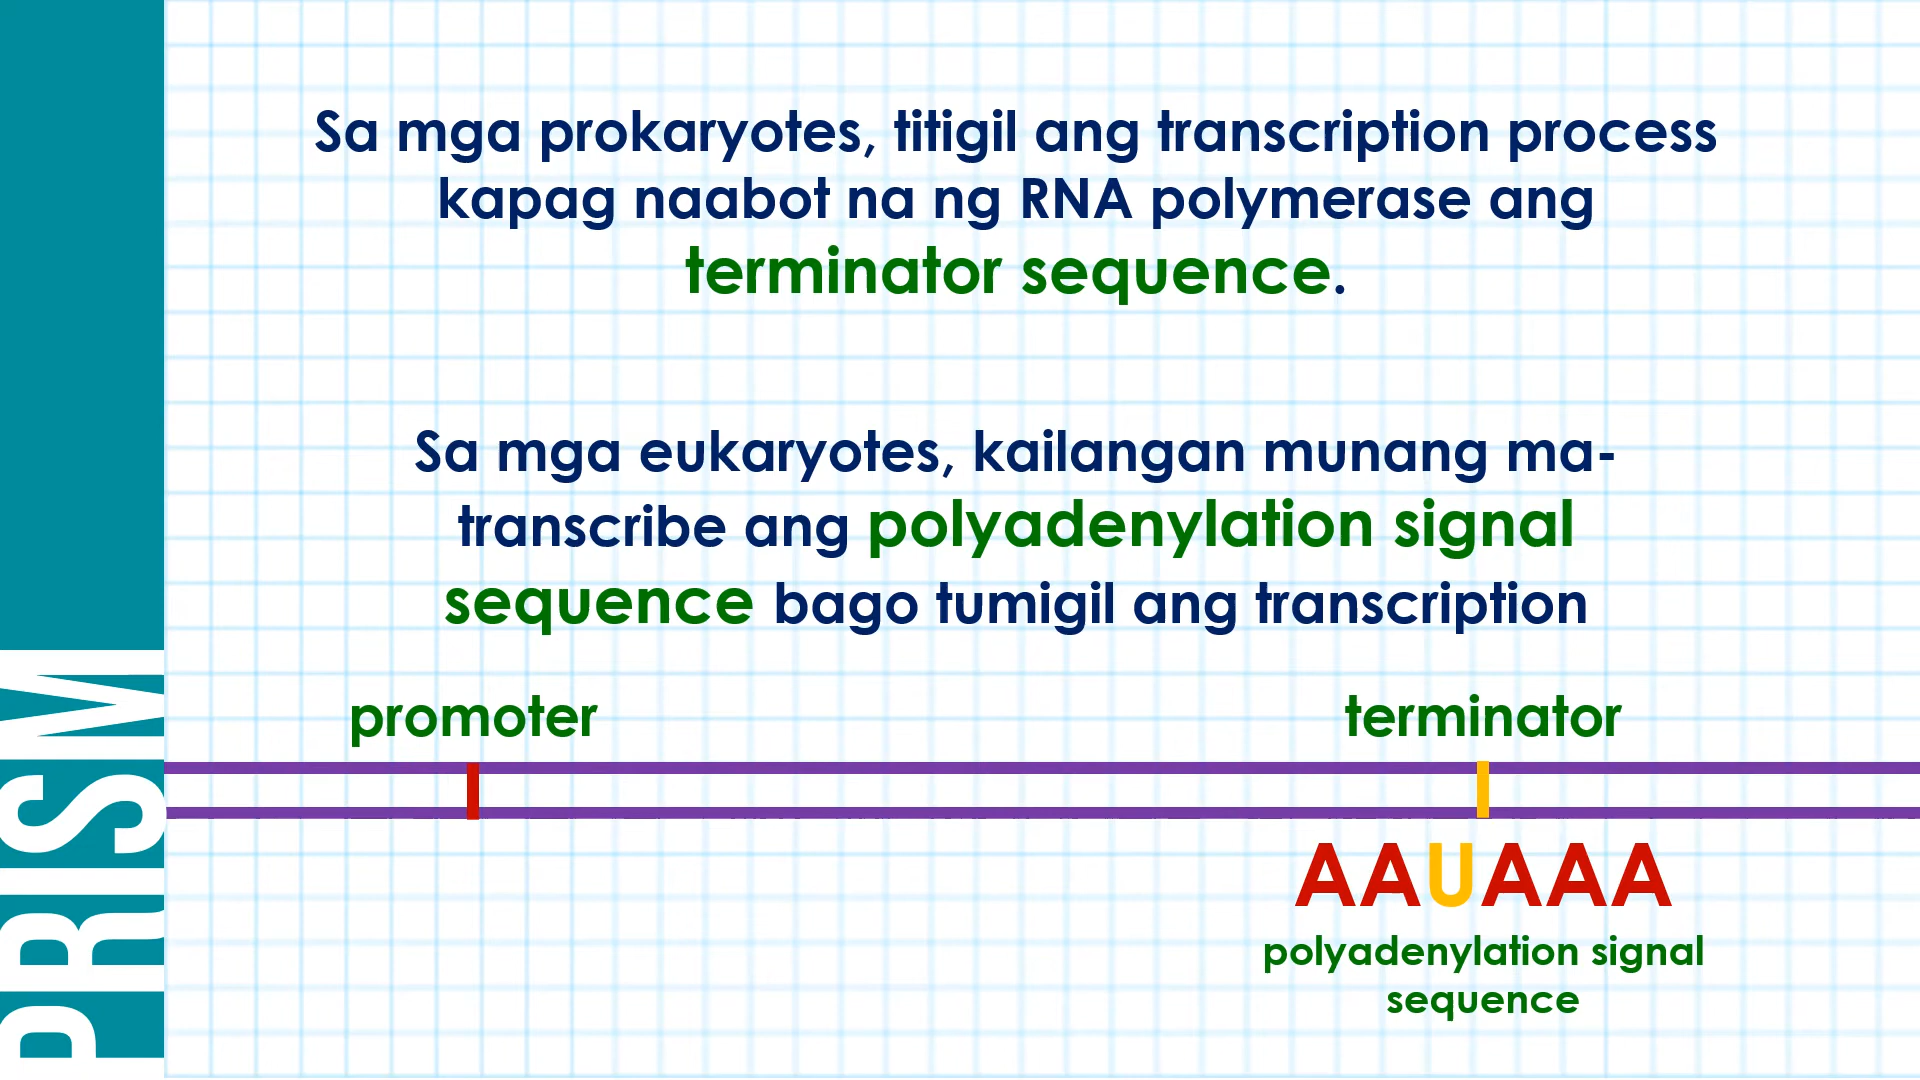 Sa mga prokaryotes, titigil ang transcription process
kapag naabot na ng RNA polymerase ang
terminator sequence.
Sa mga eukaryotes, kailangan munang ma-
transcribe ang polyadenylation signal
sequence bago tumigil ang transcription
promoter
terminator
AAUAAA
polyadenylation signal
sequence
PRISM